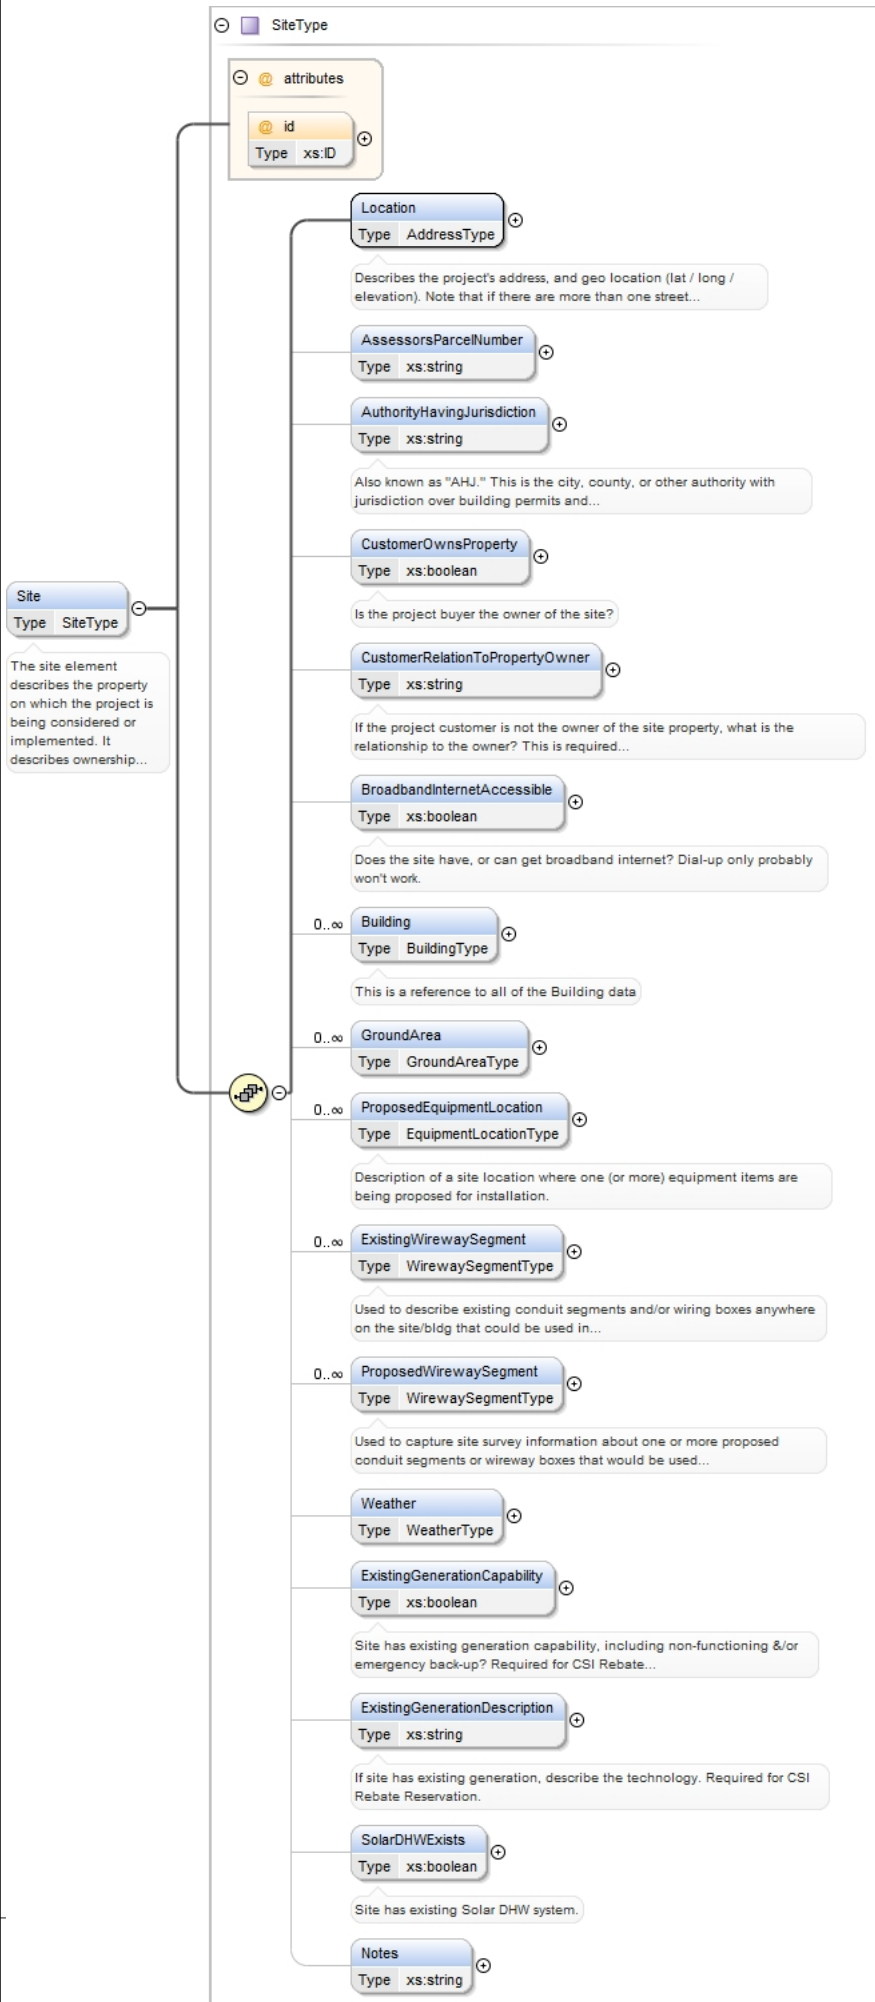 SiteType
@ attributes
@ id
Type xs:ID
Location
Type AddressType
Describes the project's address, and geo location (lat / long /
elevation). Note that if there are more than one street...
AssessorsParcelNumber
Type xs:string
AuthorityHavingJurisdiction
Type xs:string
Also known as "AHJ." This is the city, county, or other authority with
jurisdiction over building permits and...
CustomerOwnsProperty
Type xs:boolean
Is the project buyer the owner of the site?
Site
Type SiteType
The site element
describes the property
on which the project is
being considered or
implemented. It
describes ownership...
CustomerRelationToPropertyOwner
Type xs:string
If the project customer is not the owner of the site property, what is the
relationship to the owner? This is required...
BroadbandInternetAccessible
Type xs:boolean
Does the site have, or can get broadband internet? Dial-up only probably
won't work.
0..∞ Building
Type BuildingType
This is a reference to all of the Building data
0..∞ GroundArea
Type GroundAreaType
0..∞ ProposedEquipmentLocation
Type EquipmentLocationType
Description of a site location where one (or more) equipment items are
being proposed for installation.
0..∞ ExistingWirewaySegment
Type WirewaySegmentType
Used to describe existing conduit segments and/or wiring boxes anywhere
on the site/bldg that could be used in...
0..∞ ProposedWirewaySegment
Type WirewaySegmentType
Used to capture site survey information about one or more proposed
conduit segments or wireway boxes that would be used...
Weather
Type WeatherType
ExistingGenerationCapability
Type xs:boolean
Site has existing generation capability, including non-functioning &/or
emergency back-up? Required for CSI Rebate...
ExistingGenerationDescription
Type xs:string
If site has existing generation, describe the technology. Required for CSI
Rebate Reservation.
SolarDHWExists
Type xs:boolean
Site has existing Solar DHW system.
Notes
Type xs:string